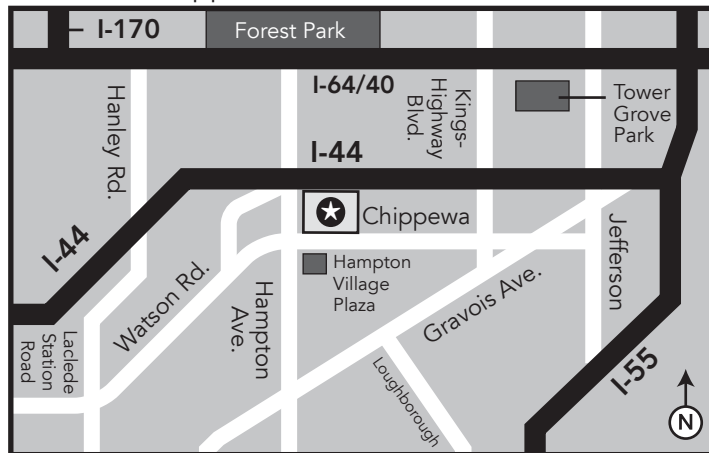 I-170
Forest Park
I-64/40
Hanley Rd.
Kings-
Highway
Blvd.
Tower
Grove
Park
I-44
Chippewa
I-44
Watson Rd.
Hampton
Ave.
Hampton
Village
Plaza
Gravois Ave.
Jefferson
Laclede
Station
Road
Loughborough
I-55
N